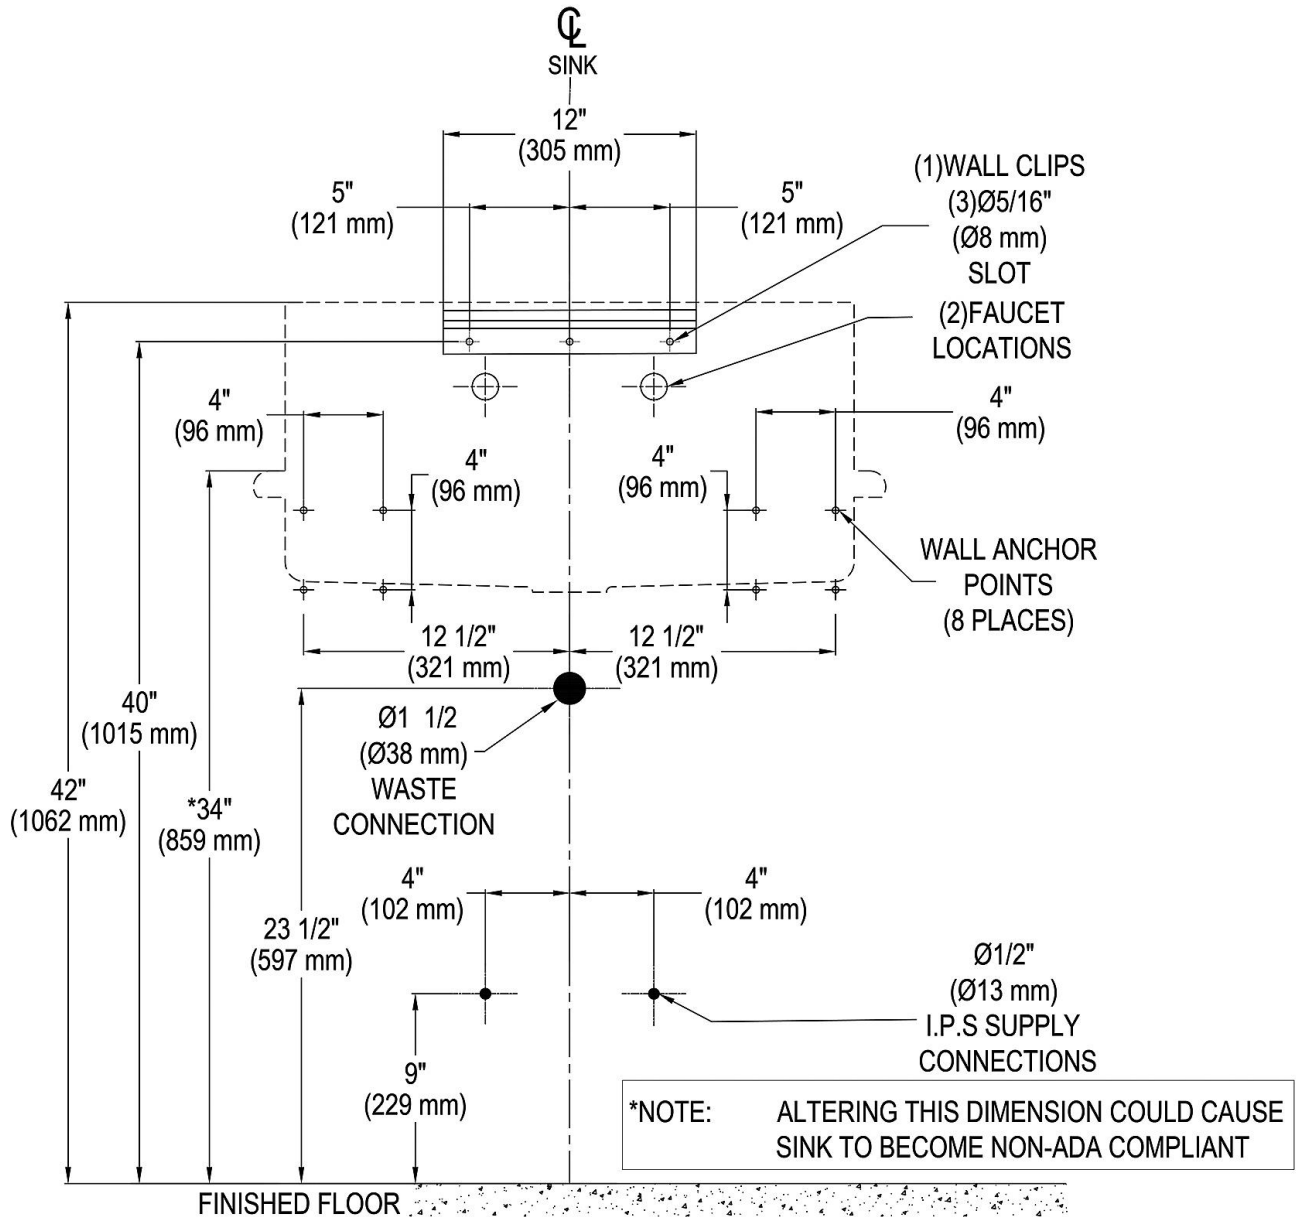 ℄
SINK
12"
(305 mm)
5"
(121 mm)
5"
(121 mm)
(1)WALL CLIPS
(3)Ø5/16"
(Ø8 mm)
SLOT
(2)FAUCET
LOCATIONS
4"
(96 mm)
4"
(96 mm)
4"
(96 mm)
4"
(96 mm)
WALL ANCHOR
POINTS
(8 PLACES)
12 1/2"
(321 mm)
12 1/2"
(321 mm)
40"
(1015 mm)
Ø1 1/2
(Ø38 mm)
WASTE
CONNECTION
42"
(1062 mm)
*34"
(859 mm)
4"
(102 mm)
4"
(102 mm)
23 1/2"
(597 mm)
Ø1/2"
(Ø13 mm)
I.P.S SUPPLY
CONNECTIONS
9"
(229 mm)
*NOTE: ALTERING THIS DIMENSION COULD CAUSE
SINK TO BECOME NON-ADA COMPLIANT
FINISHED FLOOR